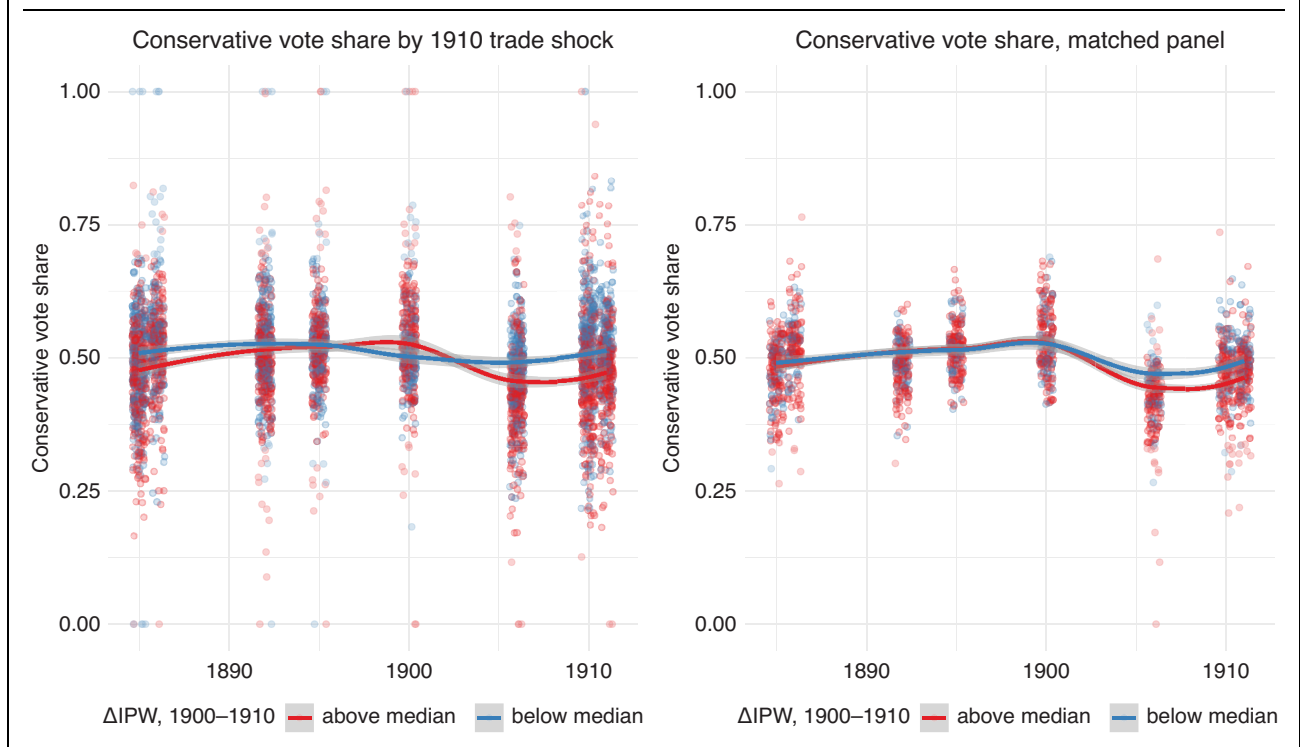 Conservative vote share by 1910 trade shock
Conservative vote share
1.00
0.75
0.50
0.25
0.00
1890
1900
1910
ΔIPW, 1900–1910 above median below median
Conservative vote share, matched panel
Conservative vote share
1.00
0.75
0.50
0.25
0.00
1890
1900
1910
ΔIPW, 1900–1910 above median below median